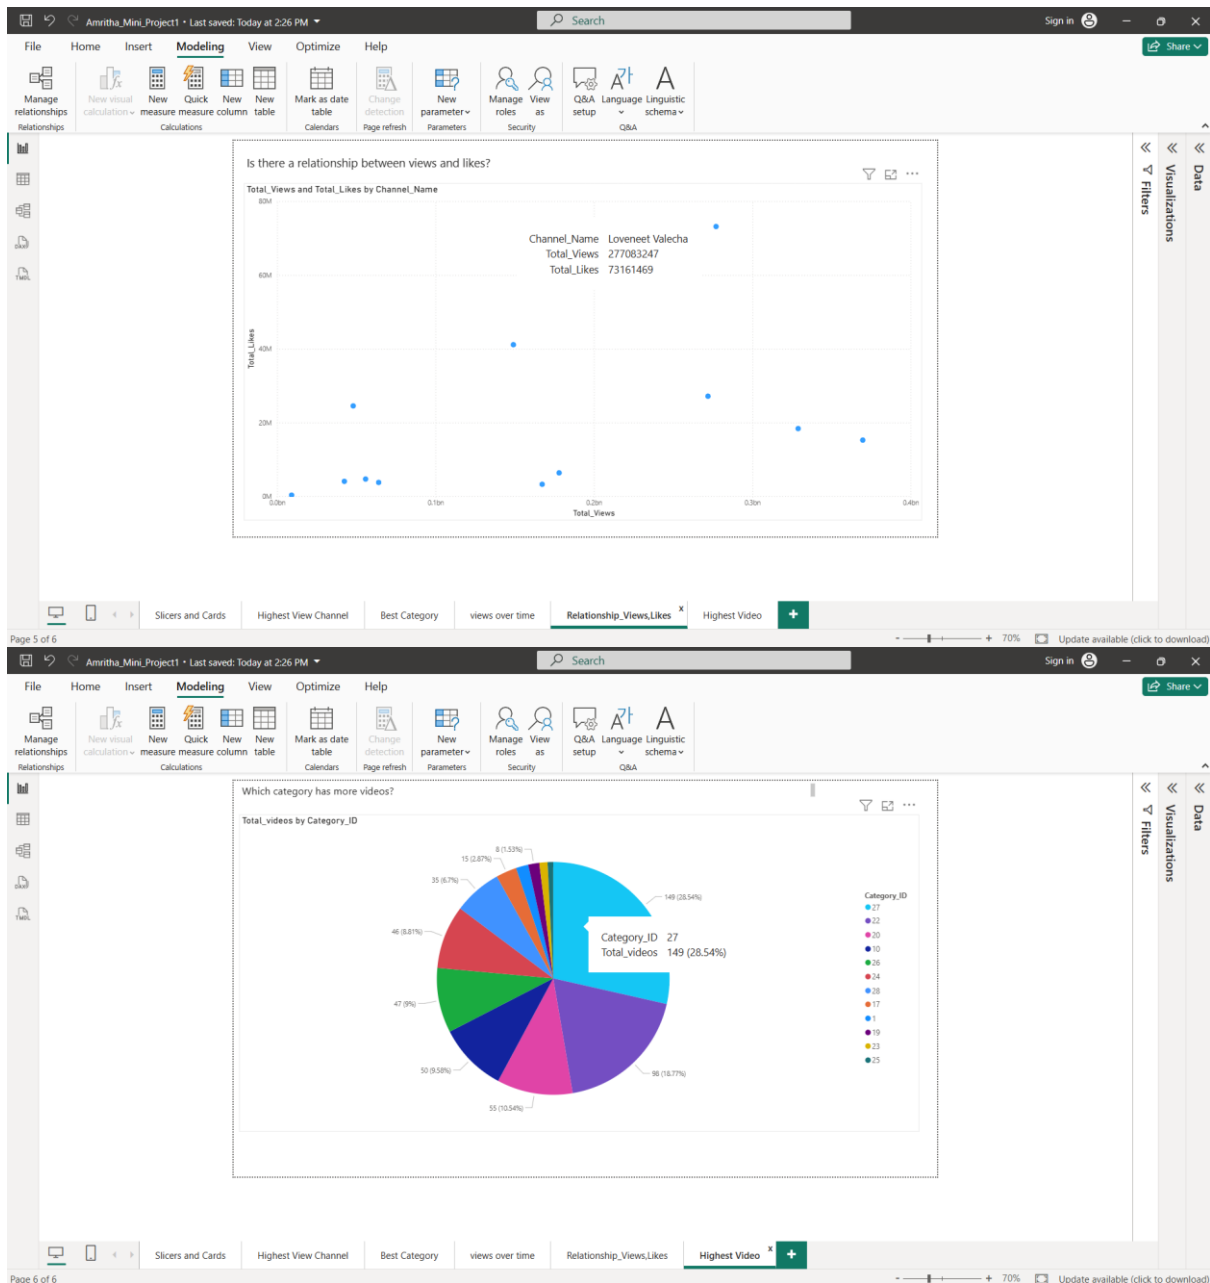 Amritha_Mini_Project1 • Last saved: Today at 2:26 PM
Search
Sign in
File Home Insert Modeling View Optimize Help
Share
Manage relationships
New visual calculation
New measure
Quick measure
New column
New table
Mark as date table
Change detection
New parameter
Manage roles
View as
Q&A setup
Language
Linguistic schema
Relationships Calculations Calendars Page refresh Parameters Security Q&A
Is there a relationship between views and likes?
Total_Views and Total_Likes by Channel_Name
80M
Channel_Name Loveneet Valecha
Total_Views 277083247
Total_Likes 73161469
60M
Total_Likes
40M
20M
0M
0.0bn 0.1bn 0.2bn 0.3bn 0.4bn
Total_Views
Filters
Visualizations
Data
TMDL
Slicers and Cards Highest View Channel Best Category views over time Relationship_Views,Likes x Highest Video +
Page 5 of 6
- + 70% Update available (click to download)
Amritha_Mini_Project1 • Last saved: Today at 2:26 PM
Search
Sign in
File Home Insert Modeling View Optimize Help
Share
Manage relationships
New visual calculation
New measure
Quick measure
New column
New table
Mark as date table
Change detection
New parameter
Manage roles
View as
Q&A setup
Language
Linguistic schema
Relationships Calculations Calendars Page refresh Parameters Security Q&A
Which category has more videos?
Total_videos by Category_ID
8 (1.53%)
15 (2.87%)
35 (6.7%)
46 (8.81%)
47 (9%)
50 (9.58%)
55 (10.54%)
98 (18.77%)
149 (28.54%)
Category_ID 27
Total_videos 149 (28.54%)
Category_ID
27
22
20
10
26
24
28
17
1
19
23
25
Filters
Visualizations
Data
TMDL
Slicers and Cards Highest View Channel Best Category views over time Relationship_Views,Likes Highest Video x +
Page 6 of 6
- + 70% Update available (click to download)